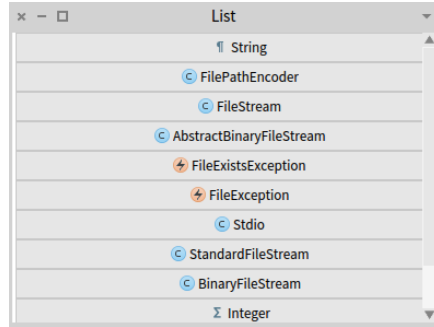 List
¶ String
C FilePathEncoder
C FileStream
C AbstractBinaryFileStream
FileExistsException
FileException
C Stdio
C StandardFileStream
C BinaryFileStream
Σ Integer